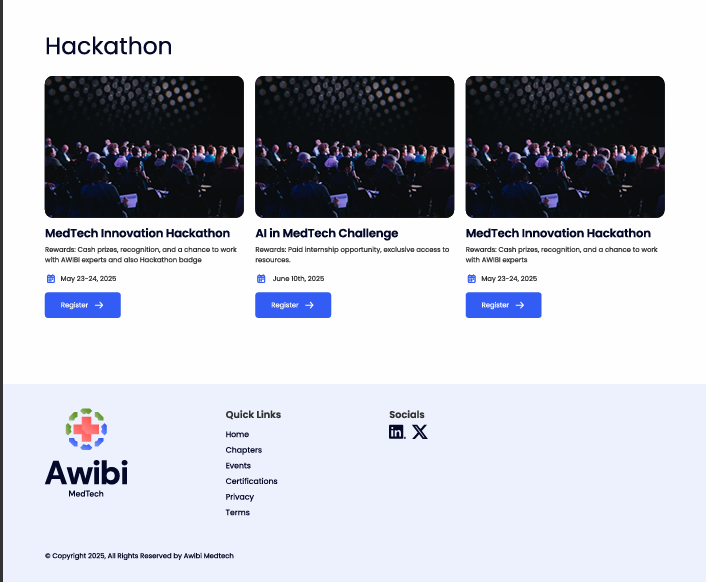 Hackathon
MedTech Innovation Hackathon
Rewards: Cash prizes, recognition, and a chance to work
with AWIBI experts and also Hackathon badge
May 23-24, 2025
Register
AI in MedTech Challenge
Rewards: Paid internship opportunity, exclusive access to
resources.
June 10th, 2025
Register
MedTech Innovation Hackathon
Rewards: Cash prizes, recognition, and a chance to work
with AWIBI experts
May 23-24, 2025
Register
Awibi
MedTech
Quick Links
Home
Chapters
Events
Certifications
Privacy
Terms
Socials
in
X
© Copyright 2025, All Rights Reserved by Awibi Medtech